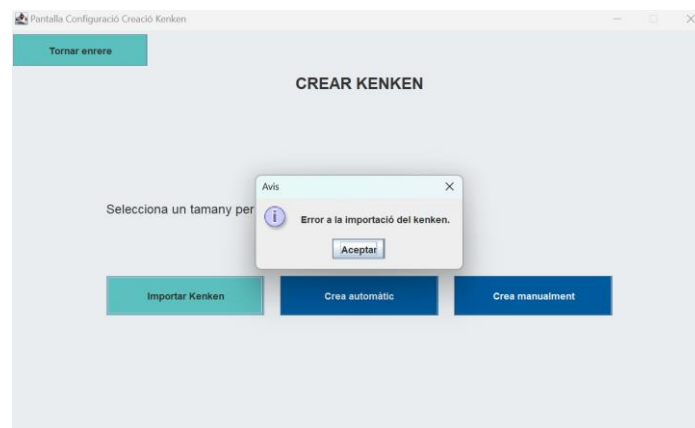 Pantalla Configuració Creació Kenken
Tornar enrere
CREAR KENKEN
Avis
Selecciona un tamany per
Error a la importació del kenken.
Aceptar
Importar Kenken
Crea automàtic
Crea manualment